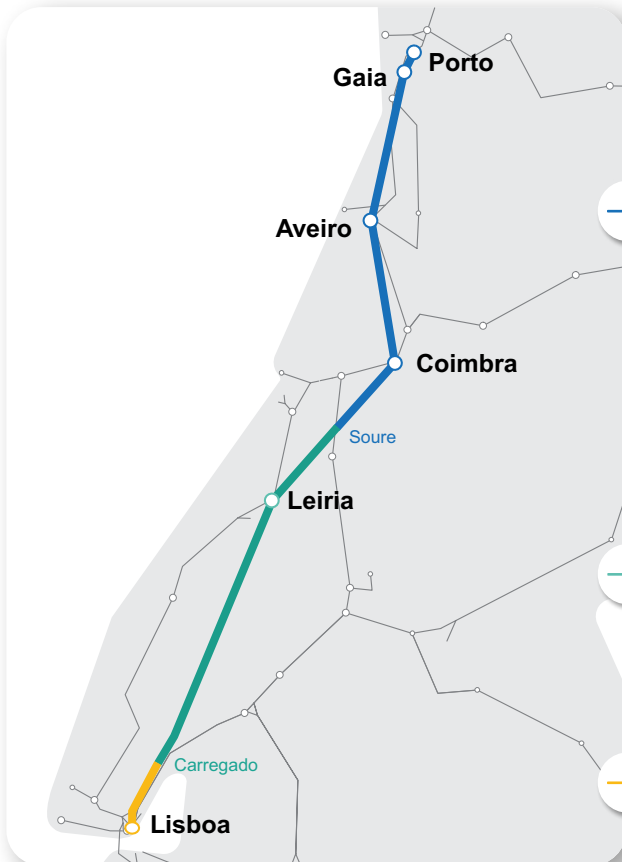 Porto
Gaia
Aveiro
Coimbra
Soure
Leiria
Carregado
Lisboa